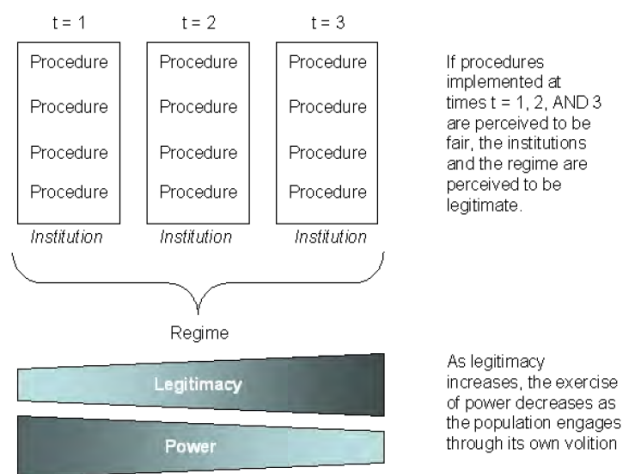 t = 1 t = 2 t = 3
Procedure Procedure Procedure
Procedure Procedure Procedure
Procedure Procedure Procedure
Procedure Procedure Procedure
Institution Institution Institution
If procedures
implemented at
times t = 1, 2, AND 3
are perceived to be
fair, the institutions
and the regime are
perceived to be
legitimate.
Regime
Legitimacy
Power
As legitimacy
increases, the exercise
of power decreases as
the population engages
through its own volition